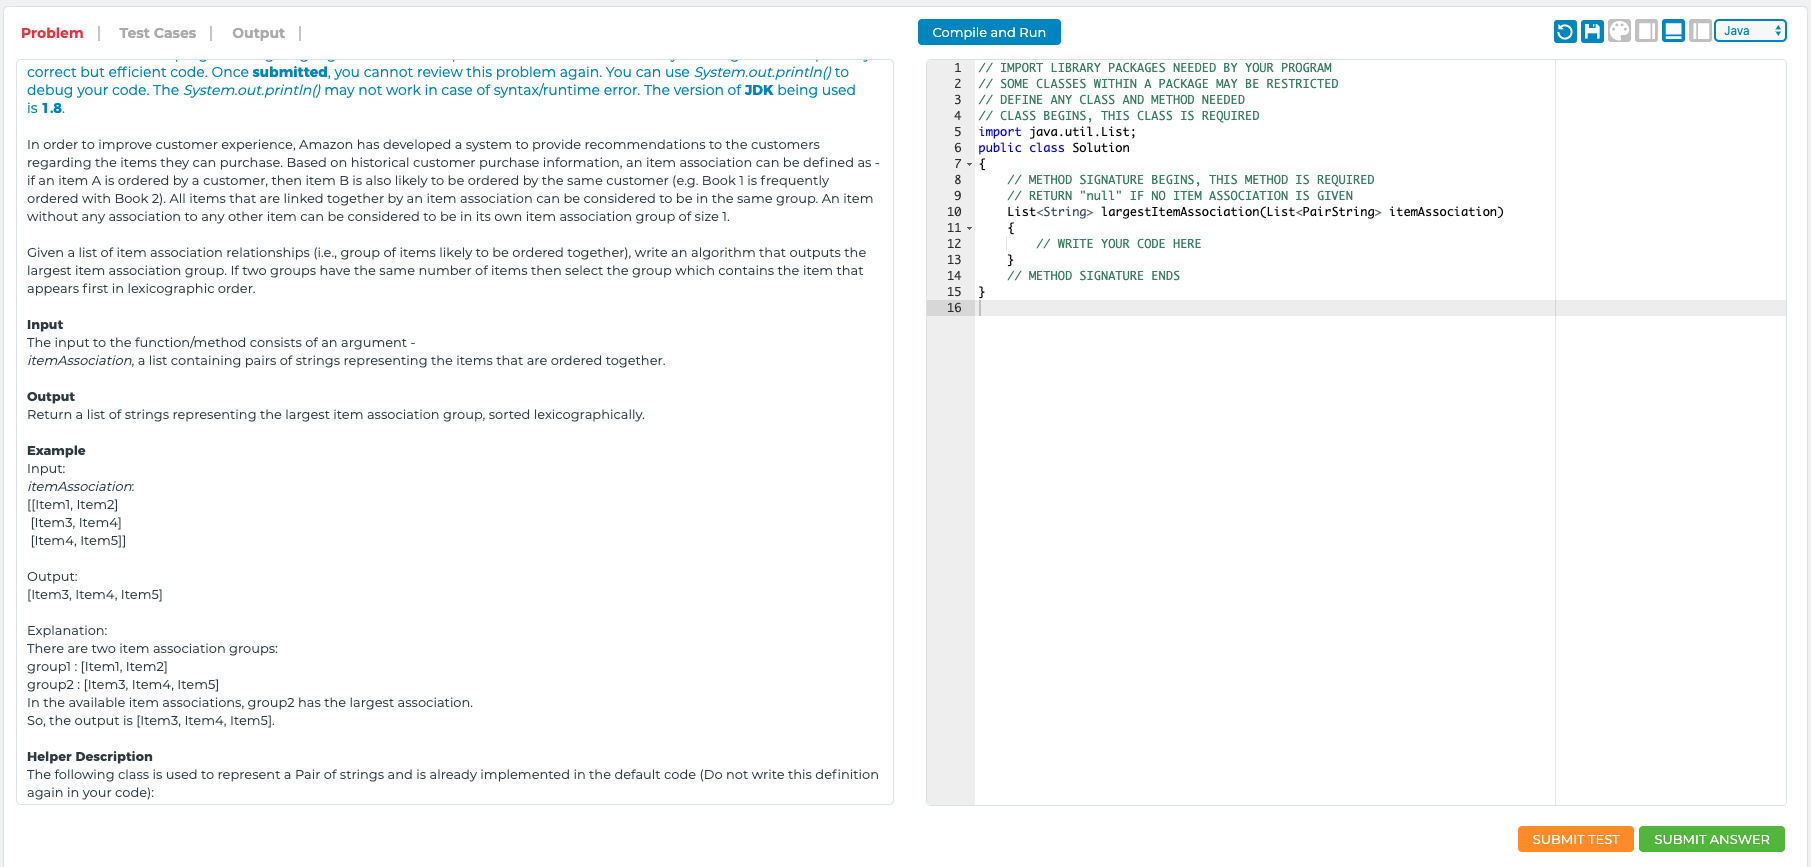 Problem | Test Cases | Output |
Compile and Run
Java
correct but efficient code. Once submitted, you cannot review this problem again. You can use System.out.println() to
debug your code. The System.out.println() may not work in case of syntax/runtime error. The version of JDK being used
is 1.8.
In order to improve customer experience, Amazon has developed a system to provide recommendations to the customers
regarding the items they can purchase. Based on historical customer purchase information, an item association can be defined as -
if an item A is ordered by a customer, then item B is also likely to be ordered by the same customer (e.g. Book 1 is frequently
ordered with Book 2). All items that are linked together by an item association can be considered to be in the same group. An item
without any association to any other item can be considered to be in its own item association group of size 1.
Given a list of item association relationships (i.e., group of items likely to be ordered together), write an algorithm that outputs the
largest item association group. If two groups have the same number of items then select the group which contains the item that
appears first in lexicographic order.
Input
The input to the function/method consists of an argument -
itemAssociation, a list containing pairs of strings representing the items that are ordered together.
Output
Return a list of strings representing the largest item association group, sorted lexicographically.
Example
Input:
itemAssociation:
[[Item1, Item2]
[Item3, Item4]
[Item4, Item5]]
Output:
[Item3, Item4, Item5]
Explanation:
There are two item association groups:
group1 : [Item1, Item2]
group2 : [Item3, Item4, Item5]
In the available item associations, group2 has the largest association.
So, the output is [Item3, Item4, Item5].
Helper Description
The following class is used to represent a Pair of strings and is already implemented in the default code (Do not write this definition
again in your code):
1 // IMPORT LIBRARY PACKAGES NEEDED BY YOUR PROGRAM
2 // SOME CLASSES WITHIN A PACKAGE MAY BE RESTRICTED
3 // DEFINE ANY CLASS AND METHOD NEEDED
4 // CLASS BEGINS, THIS CLASS IS REQUIRED
5 import java.util.List;
6 public class Solution
7 {
8 // METHOD SIGNATURE BEGINS, THIS METHOD IS REQUIRED
9 // RETURN "null" IF NO ITEM ASSOCIATION IS GIVEN
10 List<String> largestItemAssociation(List<PairString> itemAssociation)
11 {
12 // WRITE YOUR CODE HERE
13 }
14 // METHOD SIGNATURE ENDS
15 }
16
SUBMIT TEST
SUBMIT ANSWER